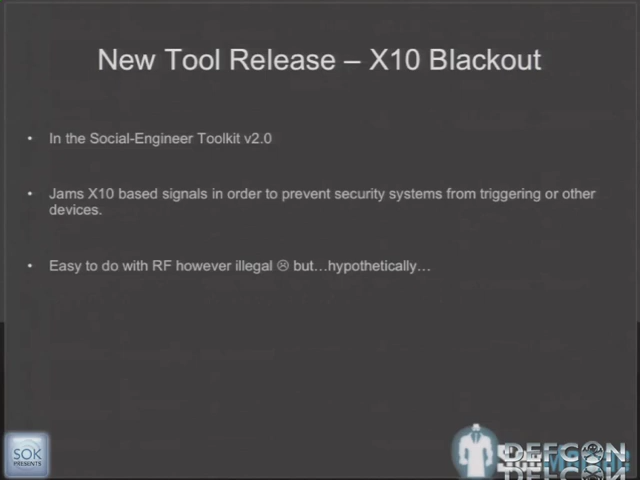 New Tool Release – X10 Blackout
• In the Social-Engineer Toolkit v2.0
• Jams X10 based signals in order to prevent security systems from triggering or other
devices.
• Easy to do with RF however illegal ☹ but…hypothetically…
SOK
PRESENTS
DEFCON